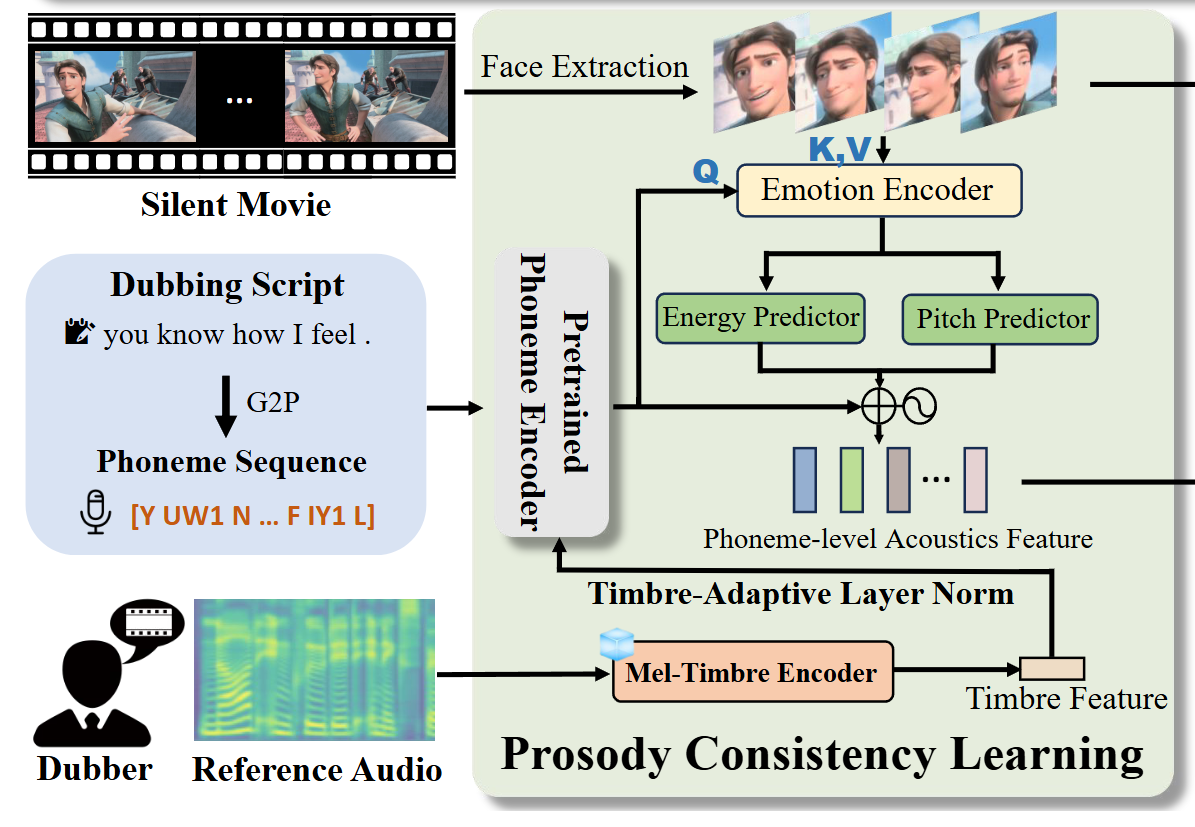 Silent Movie
Face Extraction
K,V
Q
Emotion Encoder
Energy Predictor
Pitch Predictor
Dubbing Script
you know how I feel .
G2P
Phoneme Sequence
[Y UW1 N ... F IY1 L]
Pretrained
Phoneme Encoder
...
Phoneme-level Acoustics Feature
Timbre-Adaptive Layer Norm
Mel-Timbre Encoder
Timbre Feature
Dubber
Reference Audio
Prosody Consistency Learning